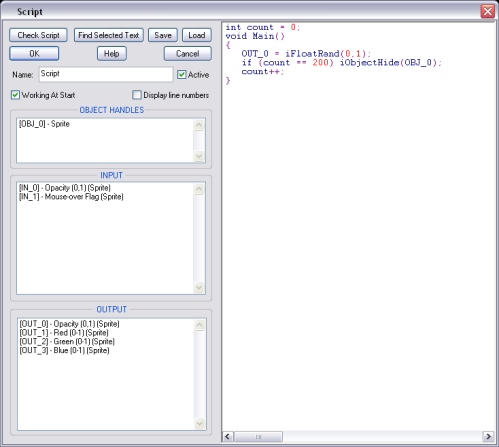 Script
Check Script Find Selected Text Save Load
OK Help Cancel
Name: Script Active
Working At Start Display line numbers
OBJECT HANDLES
[OBJ_0] - Sprite
INPUT
[IN_0] - Opacity (0,1) (Sprite)
[IN_1] - Mouse-over Flag (Sprite)
OUTPUT
[OUT_0] - Opacity (0,1) (Sprite)
[OUT_1] - Red (0-1) (Sprite)
[OUT_2] - Green (0-1) (Sprite)
[OUT_3] - Blue (0-1) (Sprite)
int count = 0;
void Main()
{
OUT_0 = iFloatRand(0,1);
if (count == 200) iObjectHide(OBJ_0);
count++;
}